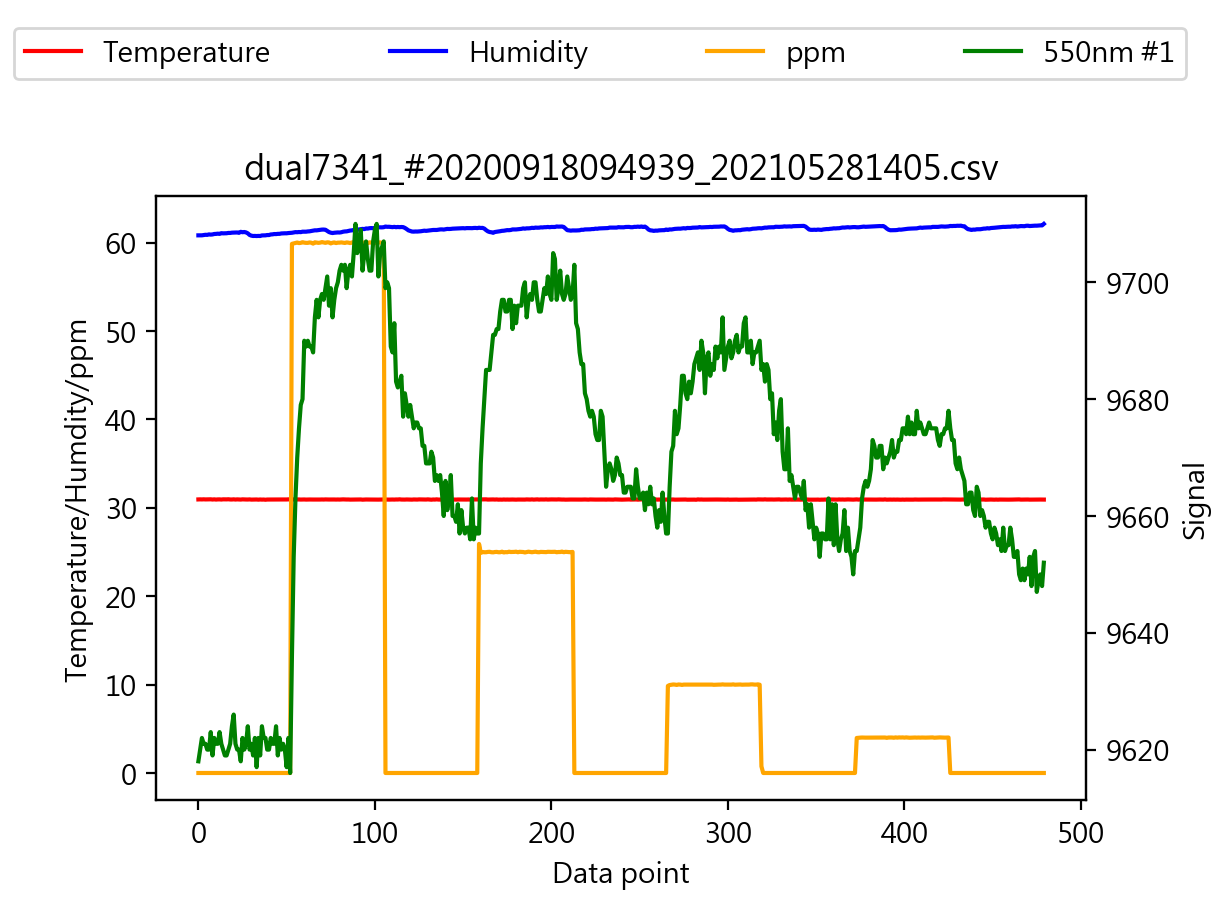 Temperature Humidity ppm 550nm #1
dual7341_#20200918094939_202105281405.csv
Temperature/Humdity/ppm
60
50
40
30
20
10
0
9700
9680
9660
9640
9620
Signal
0 100 200 300 400 500
Data point